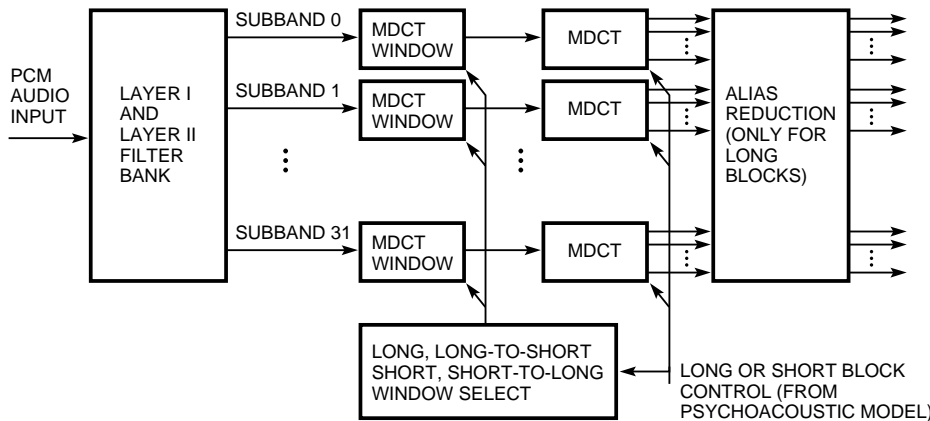 PCM
AUDIO
INPUT
LAYER I
AND
LAYER II
FILTER
BANK
SUBBAND 0
SUBBAND 1
SUBBAND 31
MDCT
WINDOW
MDCT
MDCT
WINDOW
MDCT
MDCT
WINDOW
MDCT
ALIAS
REDUCTION
(ONLY FOR
LONG
BLOCKS)
LONG, LONG-TO-SHORT
SHORT, SHORT-TO-LONG
WINDOW SELECT
LONG OR SHORT BLOCK
CONTROL (FROM
PSYCHOACOUSTIC MODEL)